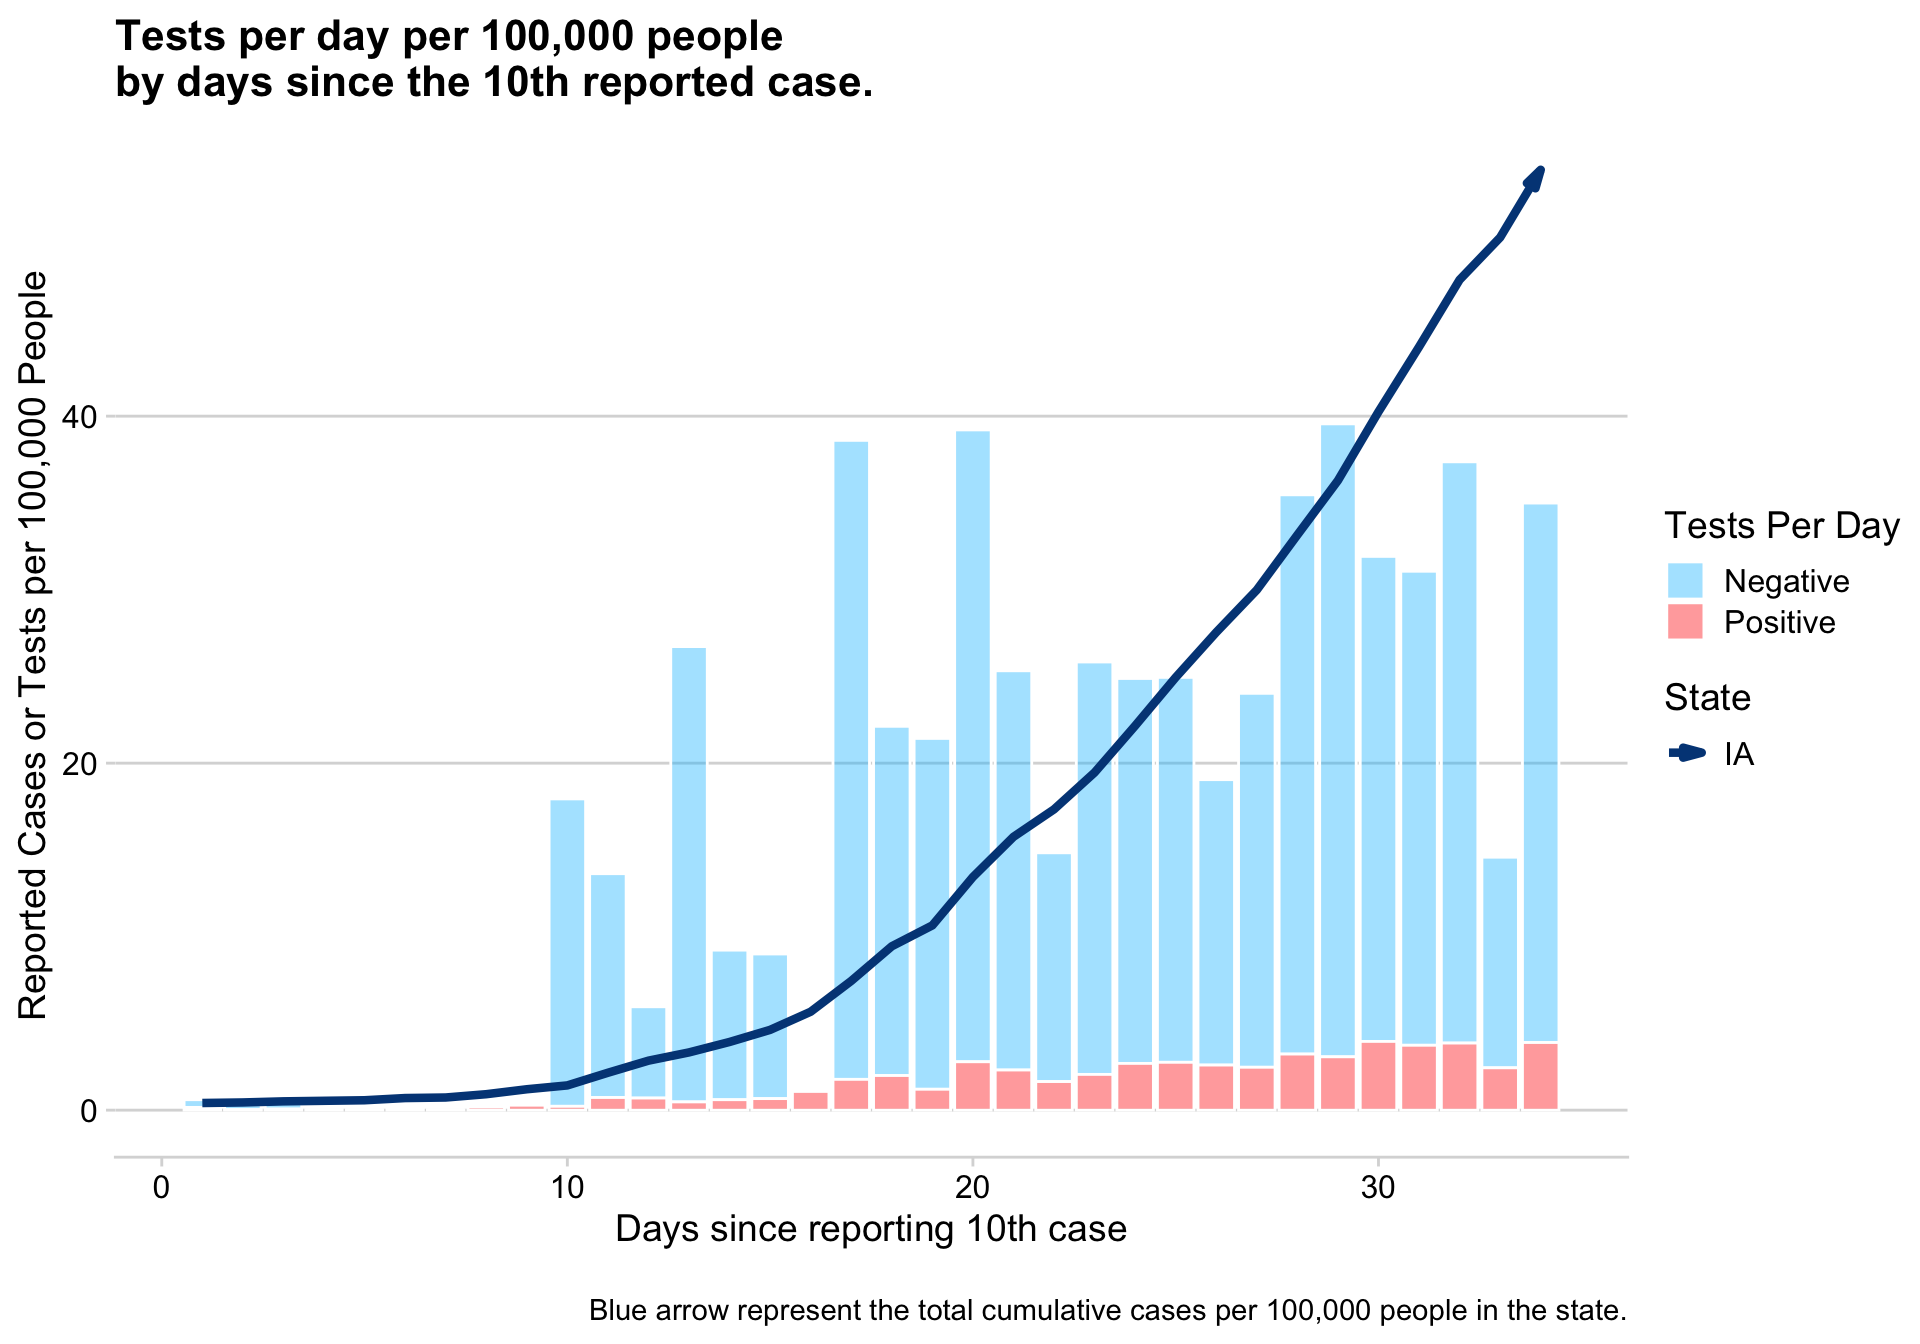 Tests per day per 100,000 people
by days since the 10th reported case.
Reported Cases or Tests per 100,000 People
40
20
0
0
10
20
30
Days since reporting 10th case
Tests Per Day
Negative
Positive
State
IA
Blue arrow represent the total cumulative cases per 100,000 people in the state.